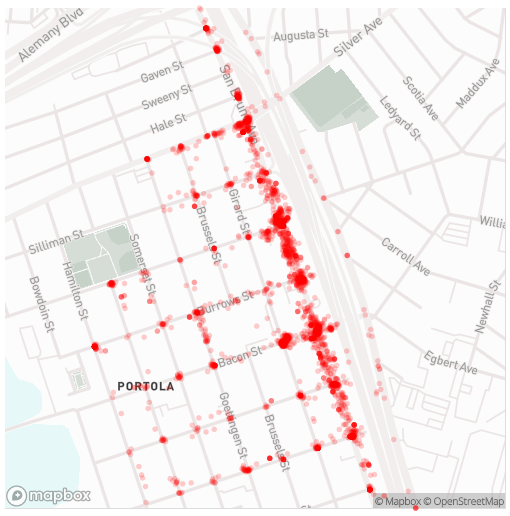 Alemany Blvd
Augusta St
Silver Ave
Gaven St
San Bruno Ave
Scotia Ave
Maddux Ave
Sweeny St
Ledyard St
Hale St
Girard St
Brussels St
Silliman St
Somerset St
Carroll Ave
Bowdoin St
Hamilton St
Newhall St
Burrows St
Bacon St
Egbert Ave
PORTOLA
Goettingen St
Brussels St
mapbox
© Mapbox © OpenStreetMap